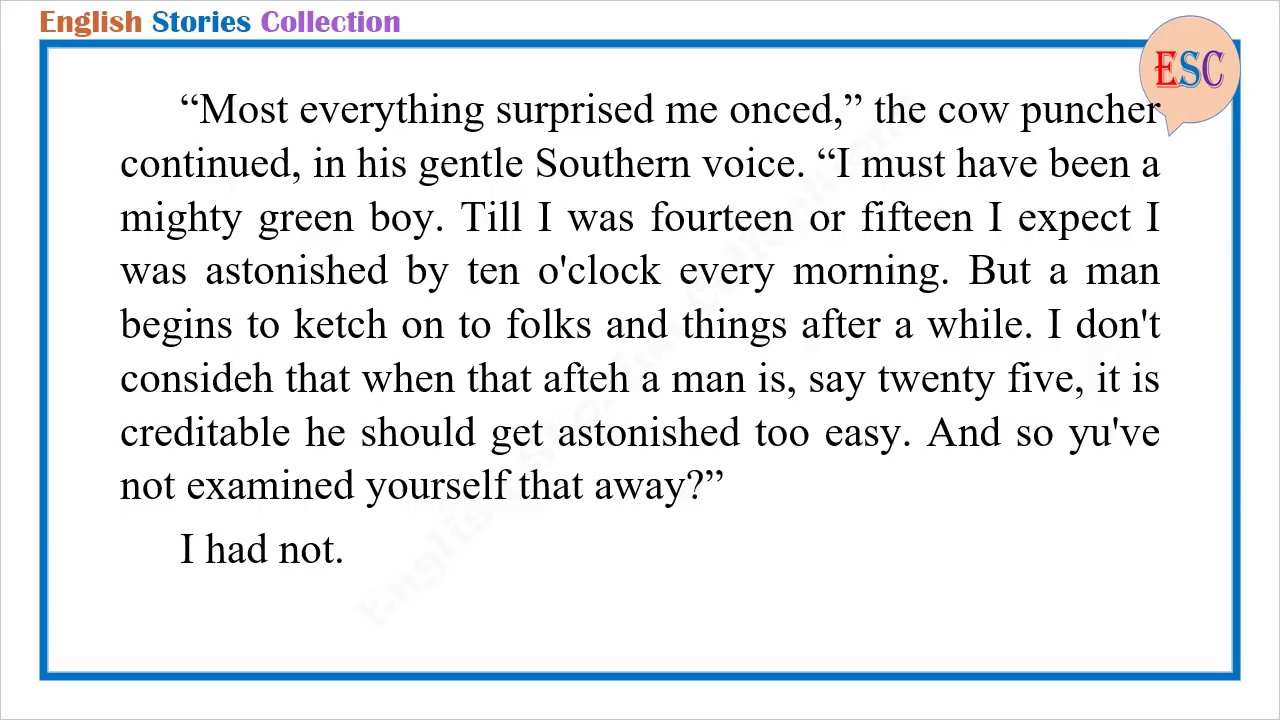 English Stories Collection
ESC
“Most everything surprised me onced,” the cow puncher
continued, in his gentle Southern voice. “I must have been a
mighty green boy. Till I was fourteen or fifteen I expect I
was astonished by ten o'clock every morning. But a man
begins to ketch on to folks and things after a while. I don't
consideh that when that afteh a man is, say twenty five, it is
creditable he should get astonished too easy. And so yu've
not examined yourself that away?”
I had not.